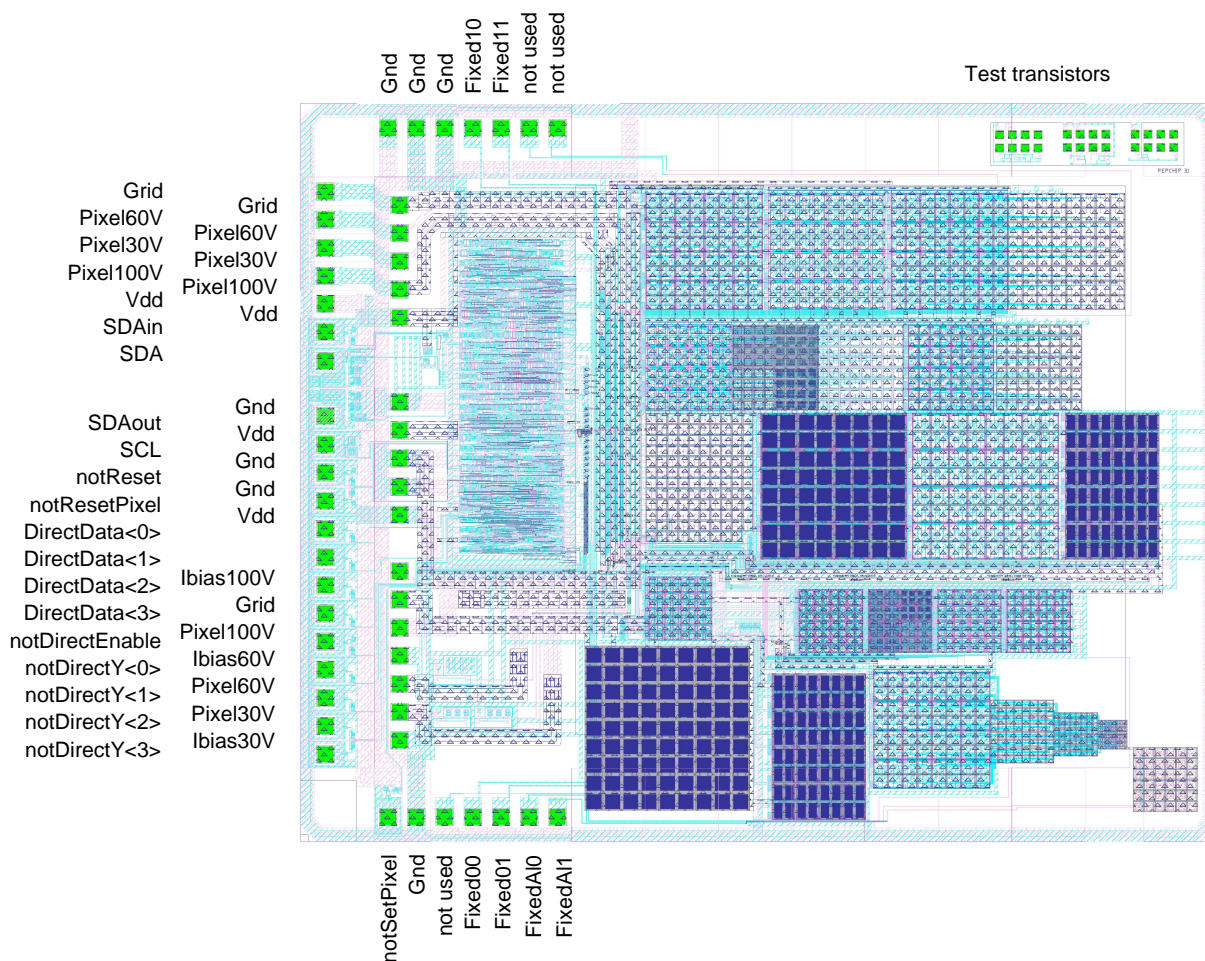 Gnd
Gnd
Gnd
Fixed10
Fixed11
not used
not used
Test transistors
PEPCHIP 3J
Grid
Pixel60V
Pixel30V
Pixel100V
Vdd
SDAin
SDA
SDAout
SCL
notReset
notResetPixel
DirectData<0>
DirectData<1>
DirectData<2>
DirectData<3>
notDirectEnable
notDirectY<0>
notDirectY<1>
notDirectY<2>
notDirectY<3>
Grid
Pixel60V
Pixel30V
Pixel100V
Vdd
Gnd
Vdd
Gnd
Gnd
Vdd
Ibias100V
Grid
Pixel100V
Ibias60V
Pixel60V
Pixel30V
Ibias30V
notSetPixel
Gnd
not used
Fixed00
Fixed01
FixedAl0
FixedAl1